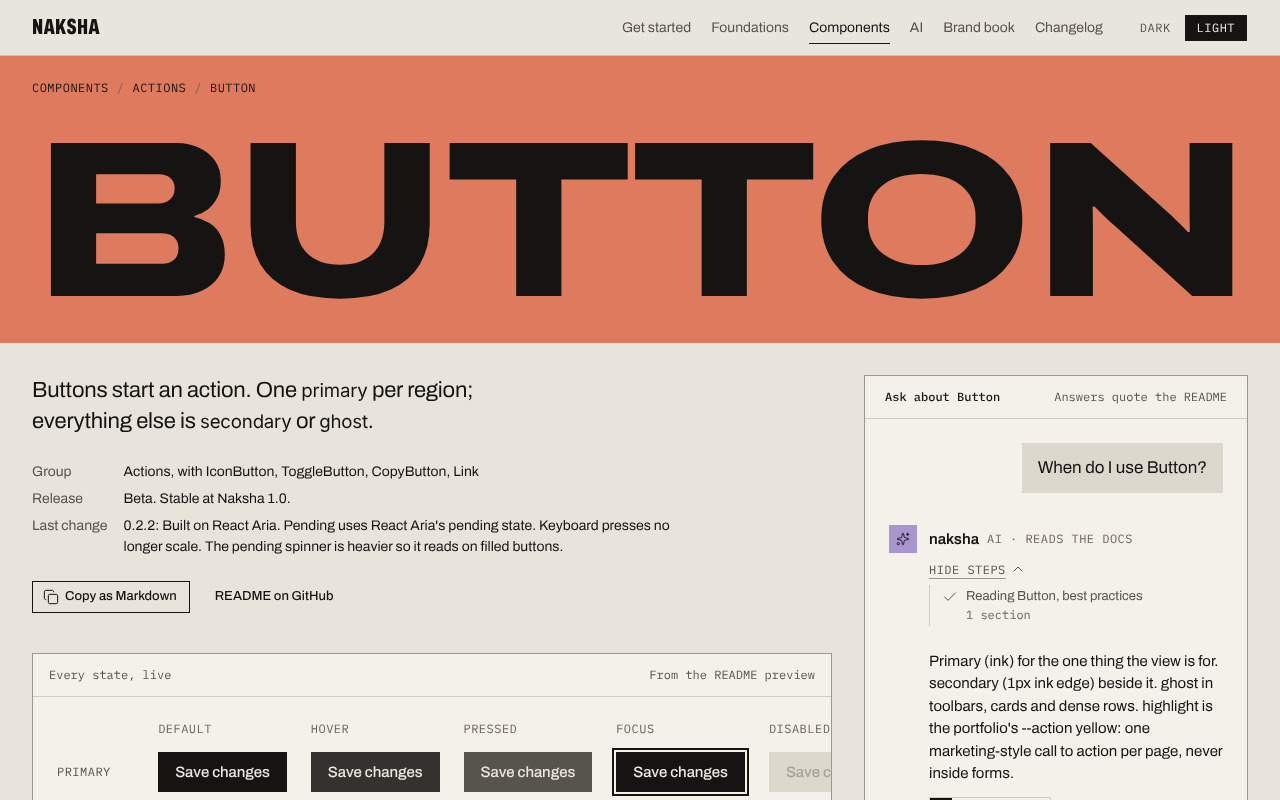 NAKSHA
Get started Foundations Components AI Brand book Changelog DARK LIGHT
COMPONENTS / ACTIONS / BUTTON
BUTTON
Buttons start an action. One primary per region;
everything else is secondary or ghost.
Group Actions, with IconButton, ToggleButton, CopyButton, Link
Release Beta. Stable at Naksha 1.0.
Last change 0.2.2: Built on React Aria. Pending uses React Aria's pending state. Keyboard presses no
longer scale. The pending spinner is heavier so it reads on filled buttons.
Copy as Markdown README on GitHub
Every state, live From the README preview
DEFAULT HOVER PRESSED FOCUS DISABLED
PRIMARY Save changes Save changes Save changes Save changes Save c
Ask about Button Answers quote the README
When do I use Button?
naksha AI · READS THE DOCS
HIDE STEPS
Reading Button, best practices
1 section
Primary (ink) for the one thing the view is for.
secondary (1px ink edge) beside it. ghost in
toolbars, cards and dense rows. highlight is
the portfolio's --action yellow: one
marketing-style call to action per page, never
inside forms.